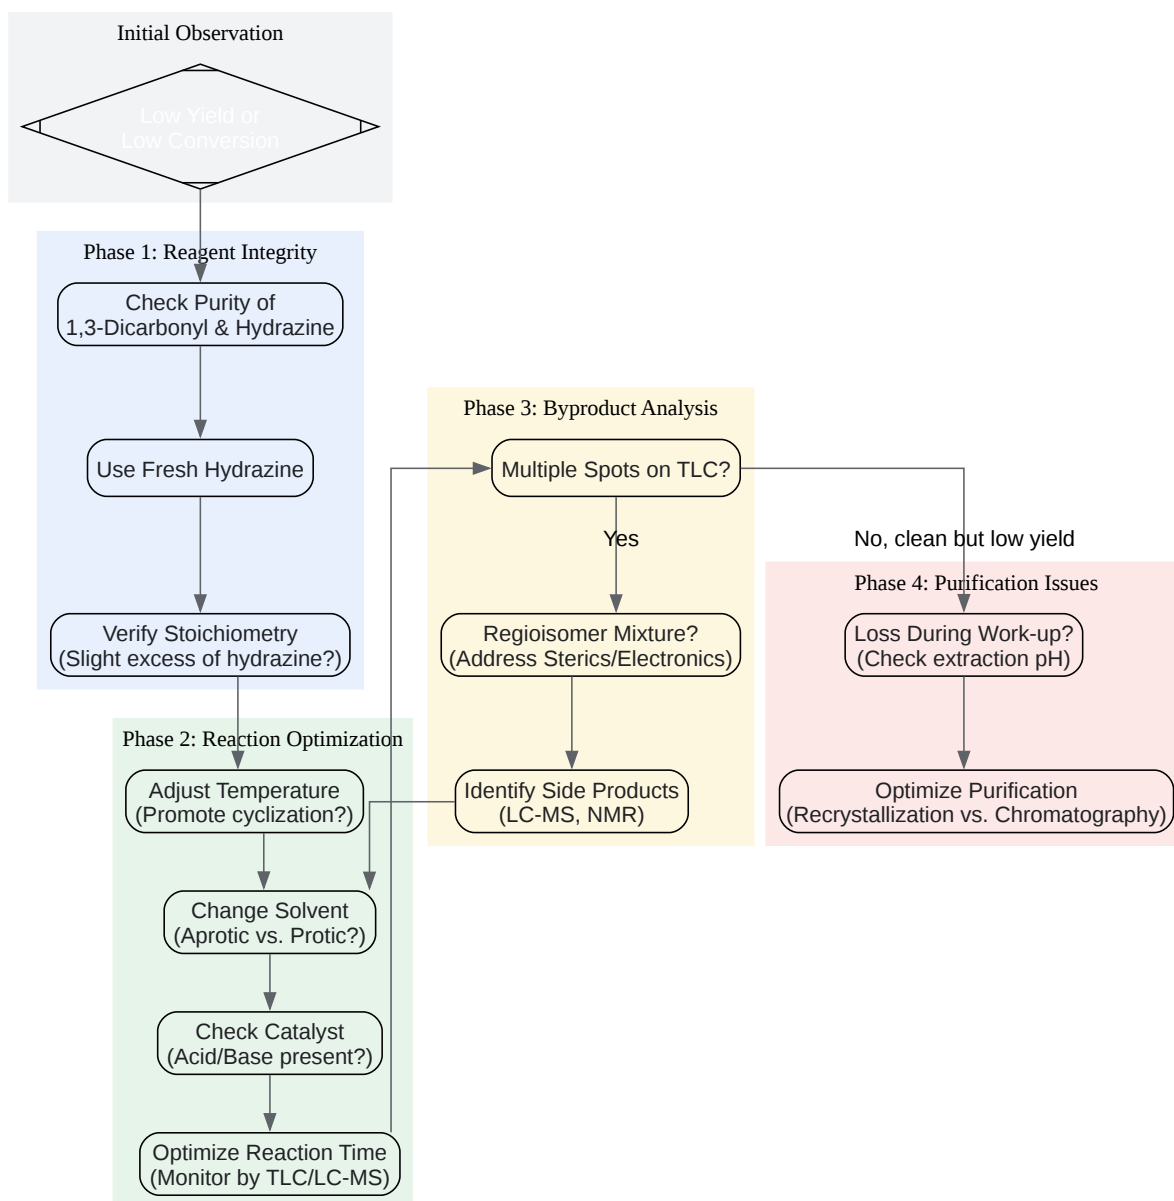 Initial Observation
Low Yield or
Low Conversion
Phase 1: Reagent Integrity
Check Purity of
1,3-Dicarbonyl & Hydrazine
Use Fresh Hydrazine
Verify Stoichiometry
(Slight excess of hydrazine?)
Phase 2: Reaction Optimization
Adjust Temperature
(Promote cyclization?)
Change Solvent
(Aprotic vs. Protic?)
Check Catalyst
(Acid/Base present?)
Optimize Reaction Time
(Monitor by TLC/LC-MS)
Phase 3: Byproduct Analysis
Multiple Spots on TLC?
Yes
Regioisomer Mixture?
(Address Sterics/Electronics)
Identify Side Products
(LC-MS, NMR)
No, clean but low yield
Phase 4: Purification Issues
Loss During Work-up?
(Check extraction pH)
Optimize Purification
(Recrystallization vs. Chromatography)